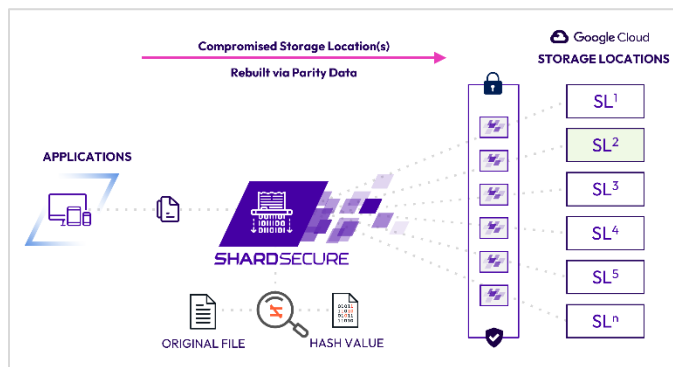 Compromised Storage Location(s)
Rebuilt via Parity Data
Google Cloud
STORAGE LOCATIONS
APPLICATIONS
SHARDSECURE
ORIGINAL FILE
HASH VALUE
SL¹
SL²
SL³
SL⁴
SL⁵
SLⁿ